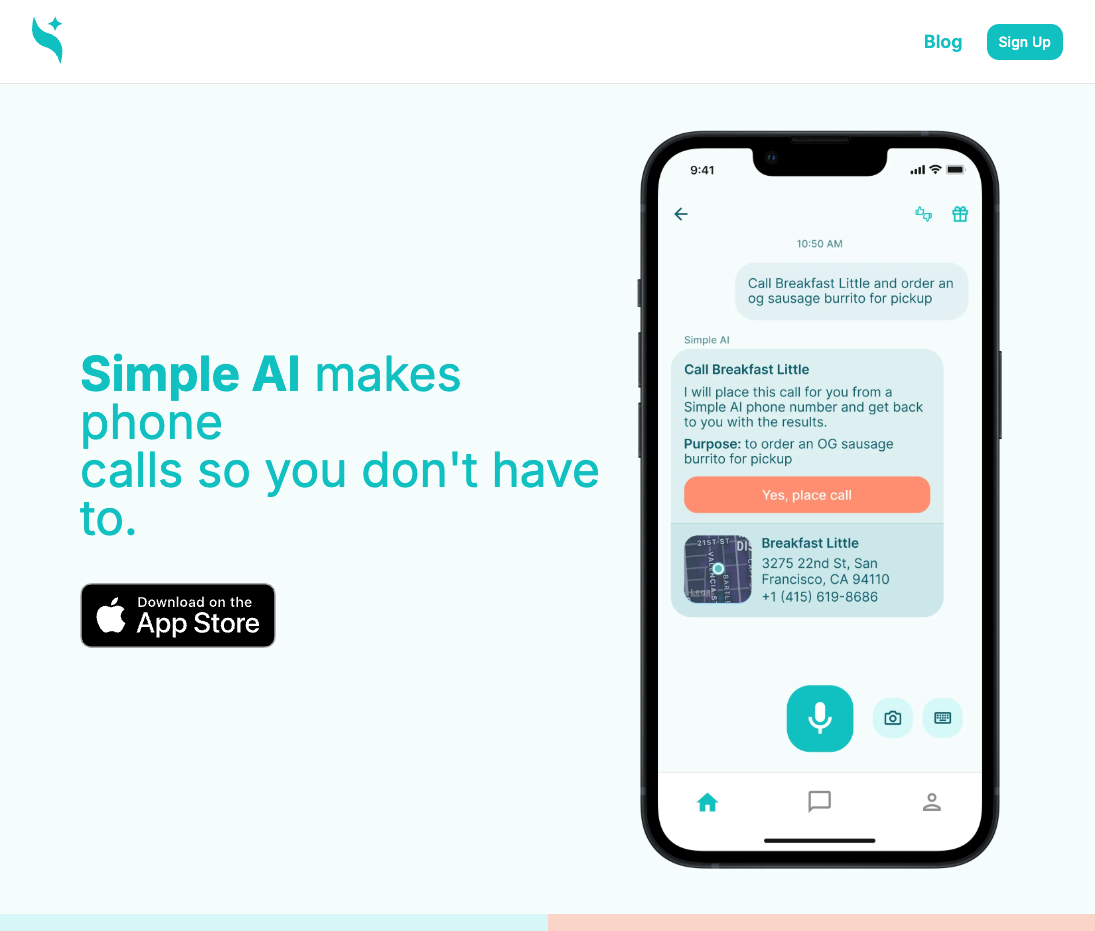 Blog
Sign Up
Simple AI makes
phone
calls so you don't have
to.
Download on the
App Store
9:41
10:50 AM
Call Breakfast Little and order an
og sausage burrito for pickup
Simple AI
Call Breakfast Little
I will place this call for you from a
Simple AI phone number and get back
to you with the results.
Purpose: to order an OG sausage
burrito for pickup
Yes, place call
21ST ST
VALENCIA S
BARTL
Breakfast Little
3275 22nd St, San
Francisco, CA 94110
+1 (415) 619-8686